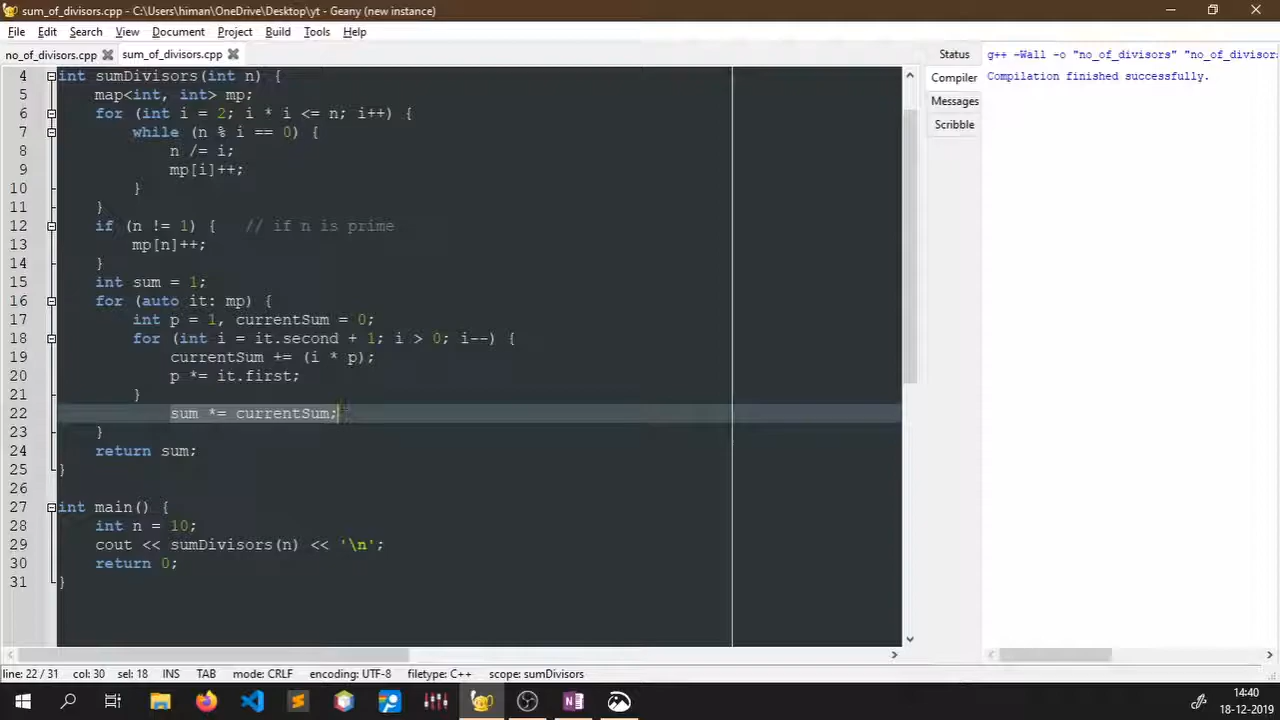 sum_of_divisors.cpp - C:\Users\himan\OneDrive\Desktop\yt - Geany (new instance)
File Edit Search View Document Project Build Tools Help
no_of_divisors.cpp sum_of_divisors.cpp
4 int sumDivisors(int n) {
5 map<int, int> mp;
6 for (int i = 2; i * i <= n; i++) {
7 while (n % i == 0) {
8 n /= i;
9 mp[i]++;
10 }
11 }
12 if (n != 1) { // if n is prime
13 mp[n]++;
14 }
15 int sum = 1;
16 for (auto it: mp) {
17 int p = 1, currentSum = 0;
18 for (int i = it.second + 1; i > 0; i--) {
19 currentSum += (i * p);
20 p *= it.first;
21 }
22 sum *= currentSum;
23 }
24 return sum;
25 }
26
27 int main() {
28 int n = 10;
29 cout << sumDivisors(n) << '\n';
30 return 0;
31 }
Status
Compiler
Messages
Scribble
g++ -Wall -o "no_of_divisors" "no_of_divisor
Compilation finished successfully.
line: 22 / 31 col: 30 sel: 18 INS TAB mode: CRLF encoding: UTF-8 filetype: C++ scope: sumDivisors
14:40
18-12-2019